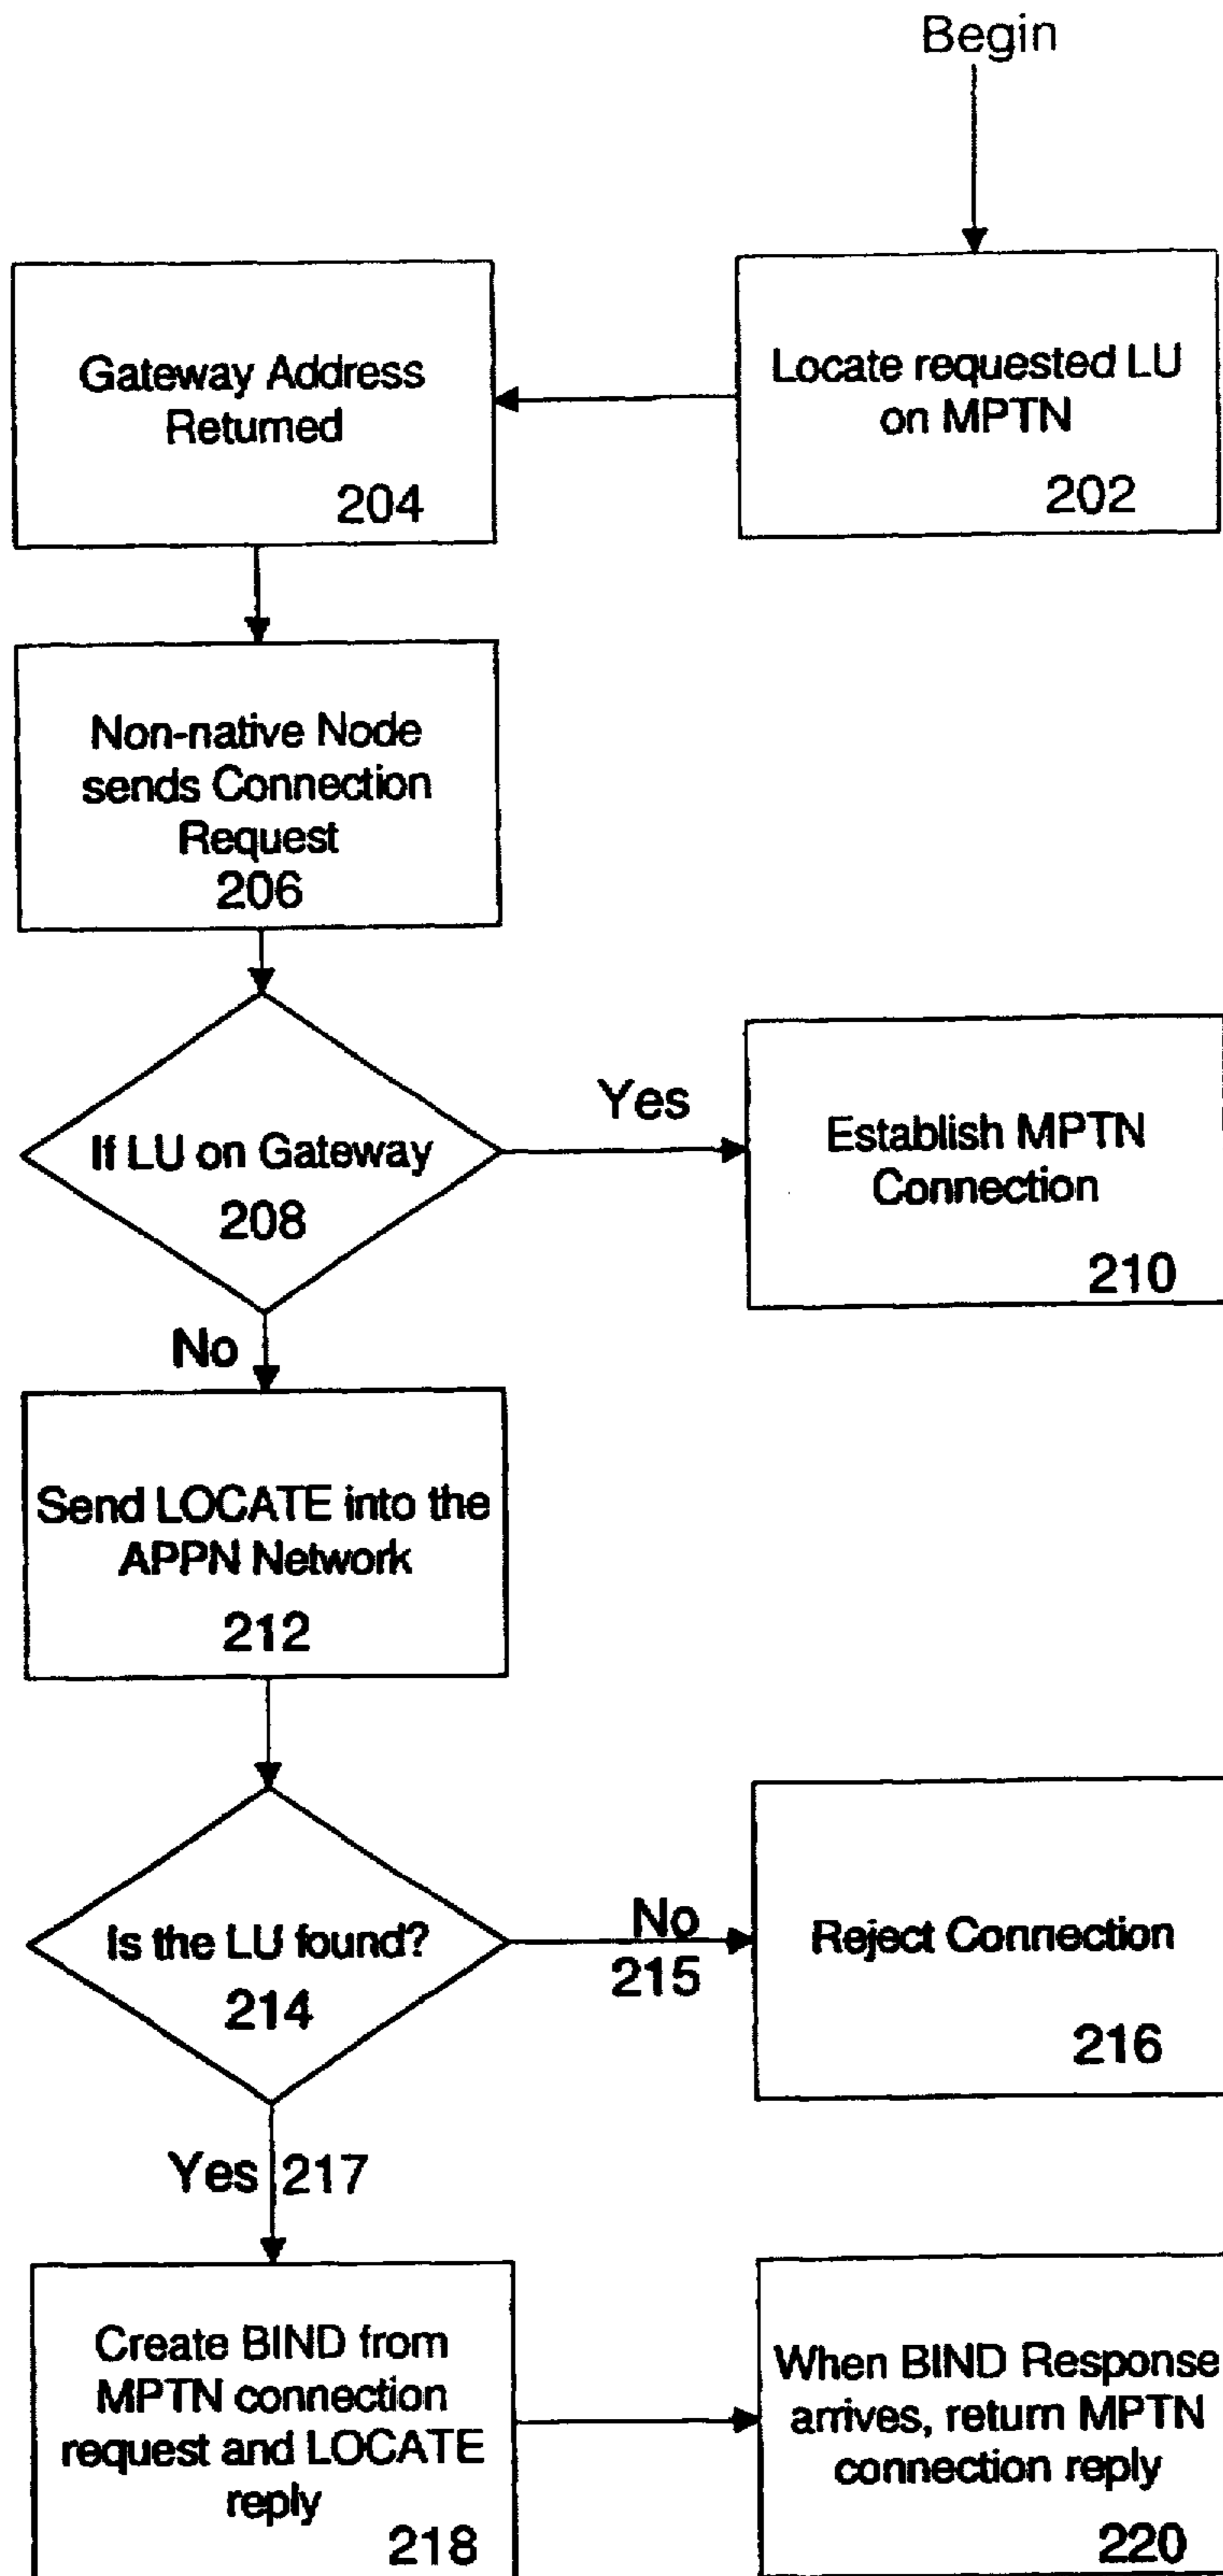 Begin
Locate requested LU
on MPTN
202
Gateway Address
Returned
204
Non-native Node
sends Connection
Request
206
If LU on Gateway
208
Yes
Establish MPTN
Connection
210
No
Send LOCATE into the
APPN Network
212
Is the LU found?
214
No
215
Reject Connection
216
Yes 217
Create BIND from
MPTN connection
request and LOCATE
reply
218
When BIND Response
arrives, return MPTN
connection reply
220